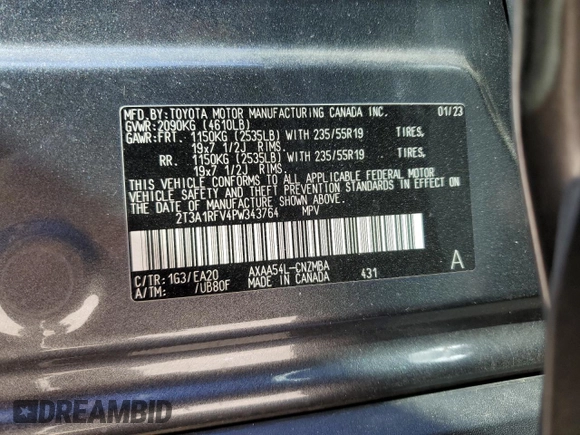 MFD.BY:TOYOTA MOTOR MANUFACTURING CANADA INC. 01/23
GVWR:2090KG (4610LB)
GAWR:FRT. 1150KG (2535LB) WITH 235/55R19 TIRES,
19x7 1/2J RIMS.
RR. 1150KG (2535LB) WITH 235/55R19 TIRES,
19x7 1/2J RIMS.
THIS VEHICLE CONFORMS TO ALL APPLICABLE FEDERAL MOTOR
VEHICLE SAFETY AND THEFT PREVENTION STANDARDS IN EFFECT
ON THE DATE OF MANUFACTURE SHOWN ABOVE.
2T3A1RFV4PW343764 MPV
C/TR: 1G3/EA20 AXAA54L-CNZMBA A
A/TM: /UB80F MADE IN CANADA 431
DREAMBID